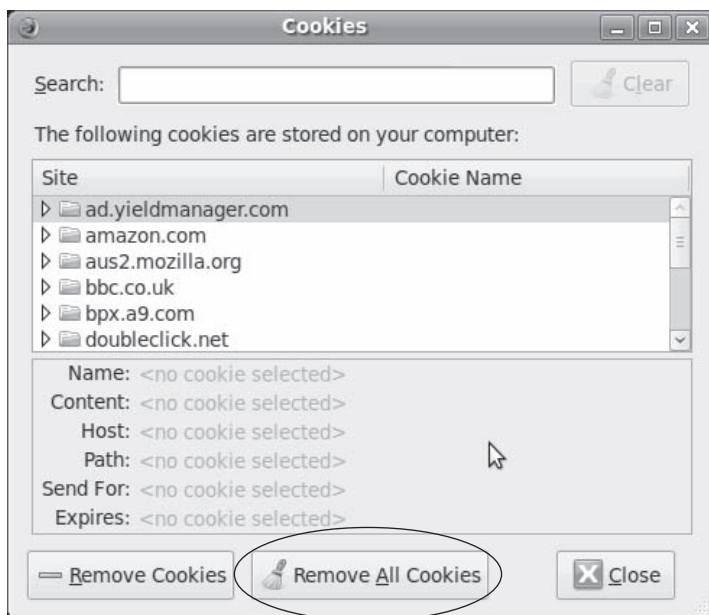 Cookies
Search: Clear
The following cookies are stored on your computer:
Site Cookie Name
ad.yieldmanager.com
amazon.com
aus2.mozilla.org
bbc.co.uk
bpx.a9.com
doubleclick.net
Name: <no cookie selected>
Content: <no cookie selected>
Host: <no cookie selected>
Path: <no cookie selected>
Send For: <no cookie selected>
Expires: <no cookie selected>
Remove Cookies Remove All Cookies Close